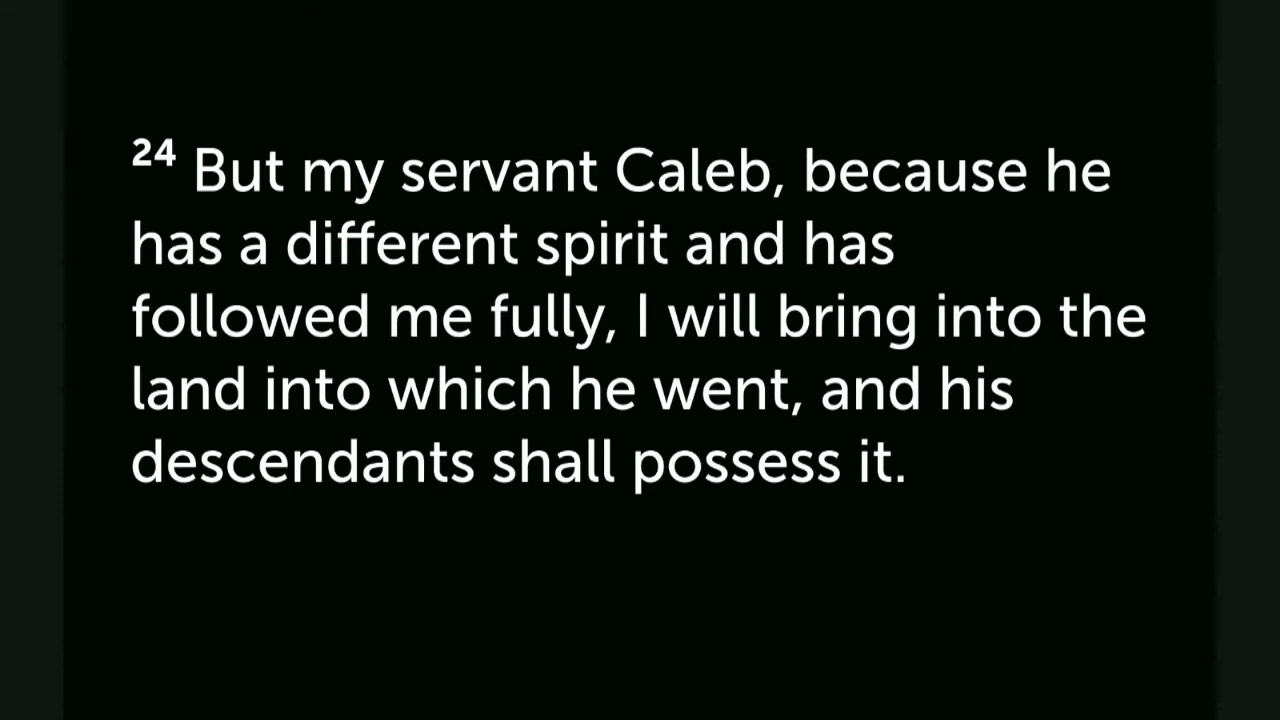 24 But my servant Caleb, because he
has a different spirit and has
followed me fully, I will bring into the
land into which he went, and his
descendants shall possess it.